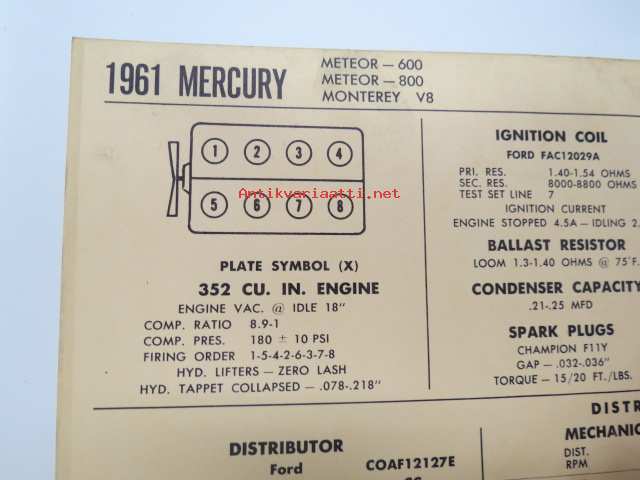 1961 MERCURY
METEOR — 600
METEOR — 800
MONTEREY V8
1 2 3 4
5 6 7 8
Antikvariaatti.net
PLATE SYMBOL (X)
352 CU. IN. ENGINE
ENGINE VAC. @ IDLE 18"
COMP. RATIO 8.9-1
COMP. PRES. 180 ± 10 PSI
FIRING ORDER 1-5-4-2-6-3-7-8
HYD. LIFTERS — ZERO LASH
HYD. TAPPET COLLAPSED — .078-.218"
IGNITION COIL
FORD FAC12029A
PRI. RES. 1.40-1.54 OHMS
SEC. RES. 8000-8800 OHMS
TEST SET LINE 7
IGNITION CURRENT
ENGINE STOPPED 4.5A — IDLING 2.
BALLAST RESISTOR
LOOM 1.3-1.40 OHMS @ 75°F.
CONDENSER CAPACITY
.21-.25 MFD
SPARK PLUGS
CHAMPION F11Y
GAP — .032-.036"
TORQUE — 15/20 FT./LBS.
DISTRIBUTOR
Ford COAF12127E
DISTR
MECHANIC
DIST.
RPM